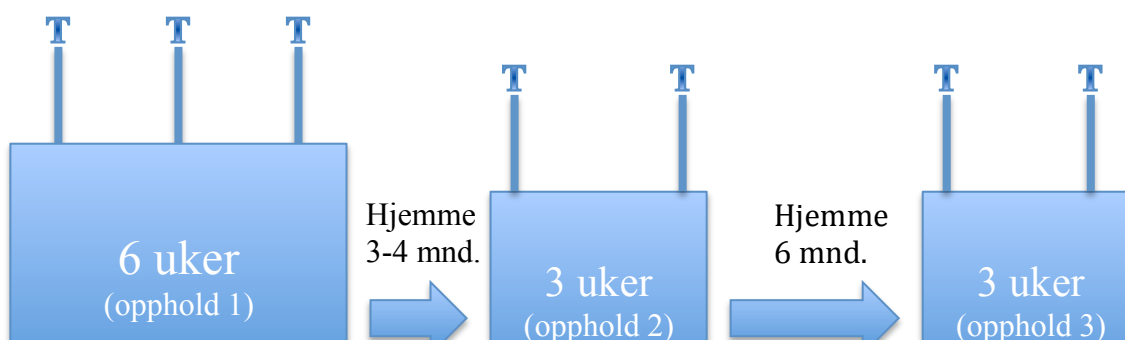 T T T
T T
T T
6 uker
(opphold 1)
Hjemme
3-4 mnd.
3 uker
(opphold 2)
Hjemme
6 mnd.
3 uker
(opphold 3)